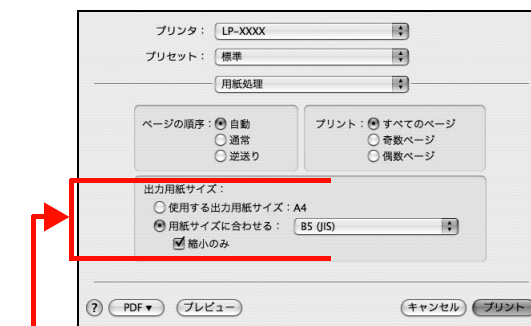 プリンタ： LP-XXXX
プリセット： 標準
用紙処理
ページの順序： 自動
通常
逆送り
プリント： すべてのページ
奇数ページ
偶数ページ
出力用紙サイズ：
使用する出力用紙サイズ：A4
用紙サイズに合わせる： B5 (JIS)
縮小のみ
? PDF▼ プレビュー キャンセル プリント